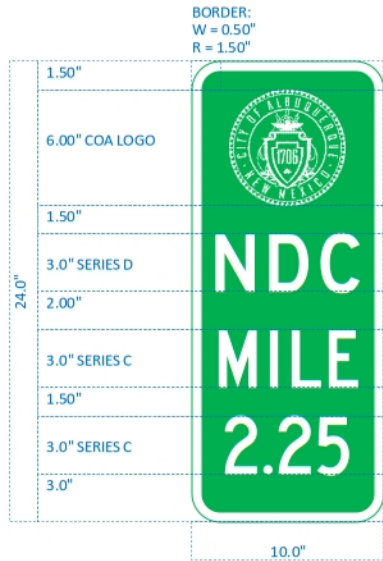 BORDER:
W = 0.50"
R = 1.50"
1.50"
6.00" COA LOGO
CITY OF ALBUQUERQUE
1706
NEW MEXICO
1.50"
3.0" SERIES D
NDC
24.0"
2.00"
3.0" SERIES C
MILE
1.50"
3.0" SERIES C
2.25
3.0"
10.0"